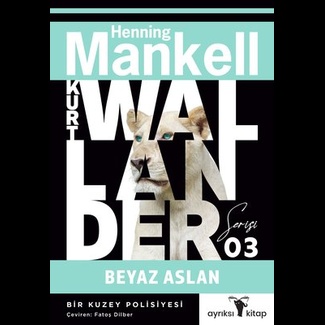 Henning
Mankell
KURT
WAL
LAN
DER
Serisi
03
BEYAZ ASLAN
BİR KUZEY POLİSİYESİ
Çeviren: Fatoş Dilber
ayrıksı kitap